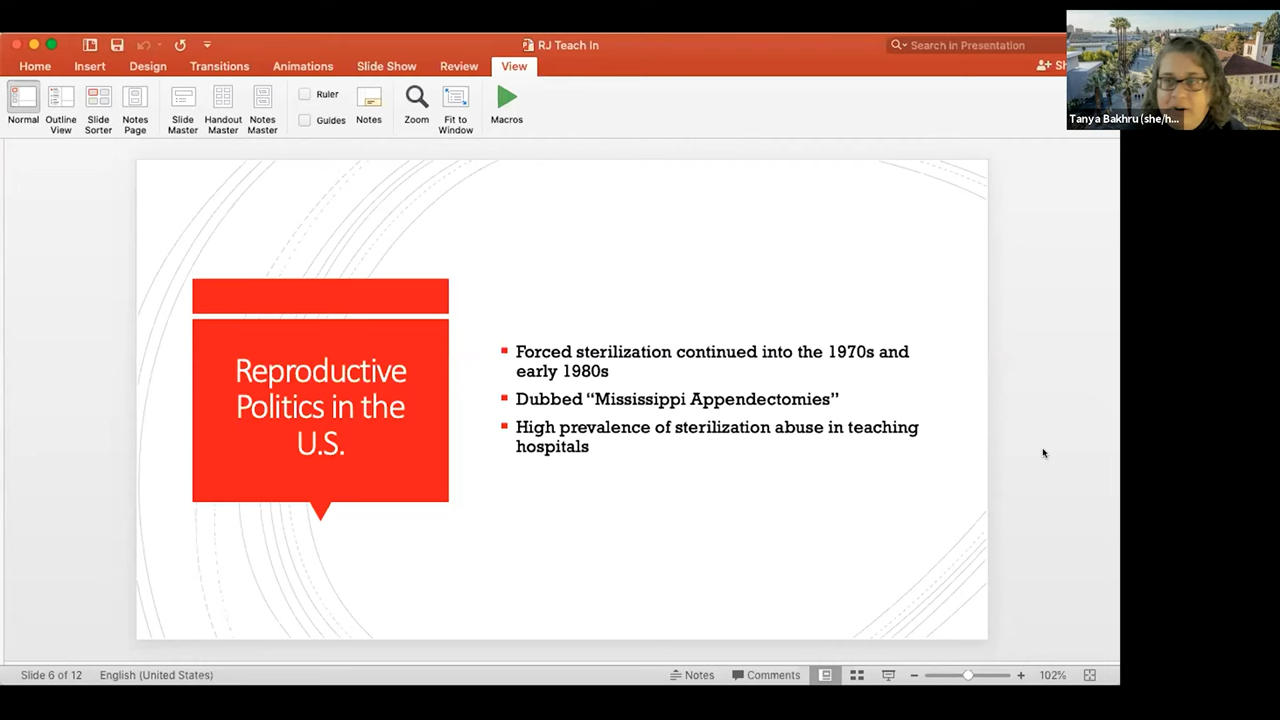 RJ Teach In
Search in Presentation
Home Insert Design Transitions Animations Slide Show Review View
Sh
Normal
Outline View
Slide Sorter
Notes Page
Slide Master
Handout Master
Notes Master
Ruler
Guides
Notes
Zoom
Fit to Window
Macros
Tanya Bakhru (she/h...
Reproductive
Politics in the
U.S.
Forced sterilization continued into the 1970s and
early 1980s
Dubbed “Mississippi Appendectomies”
High prevalence of sterilization abuse in teaching
hospitals
Slide 6 of 12 English (United States) Notes Comments 102%